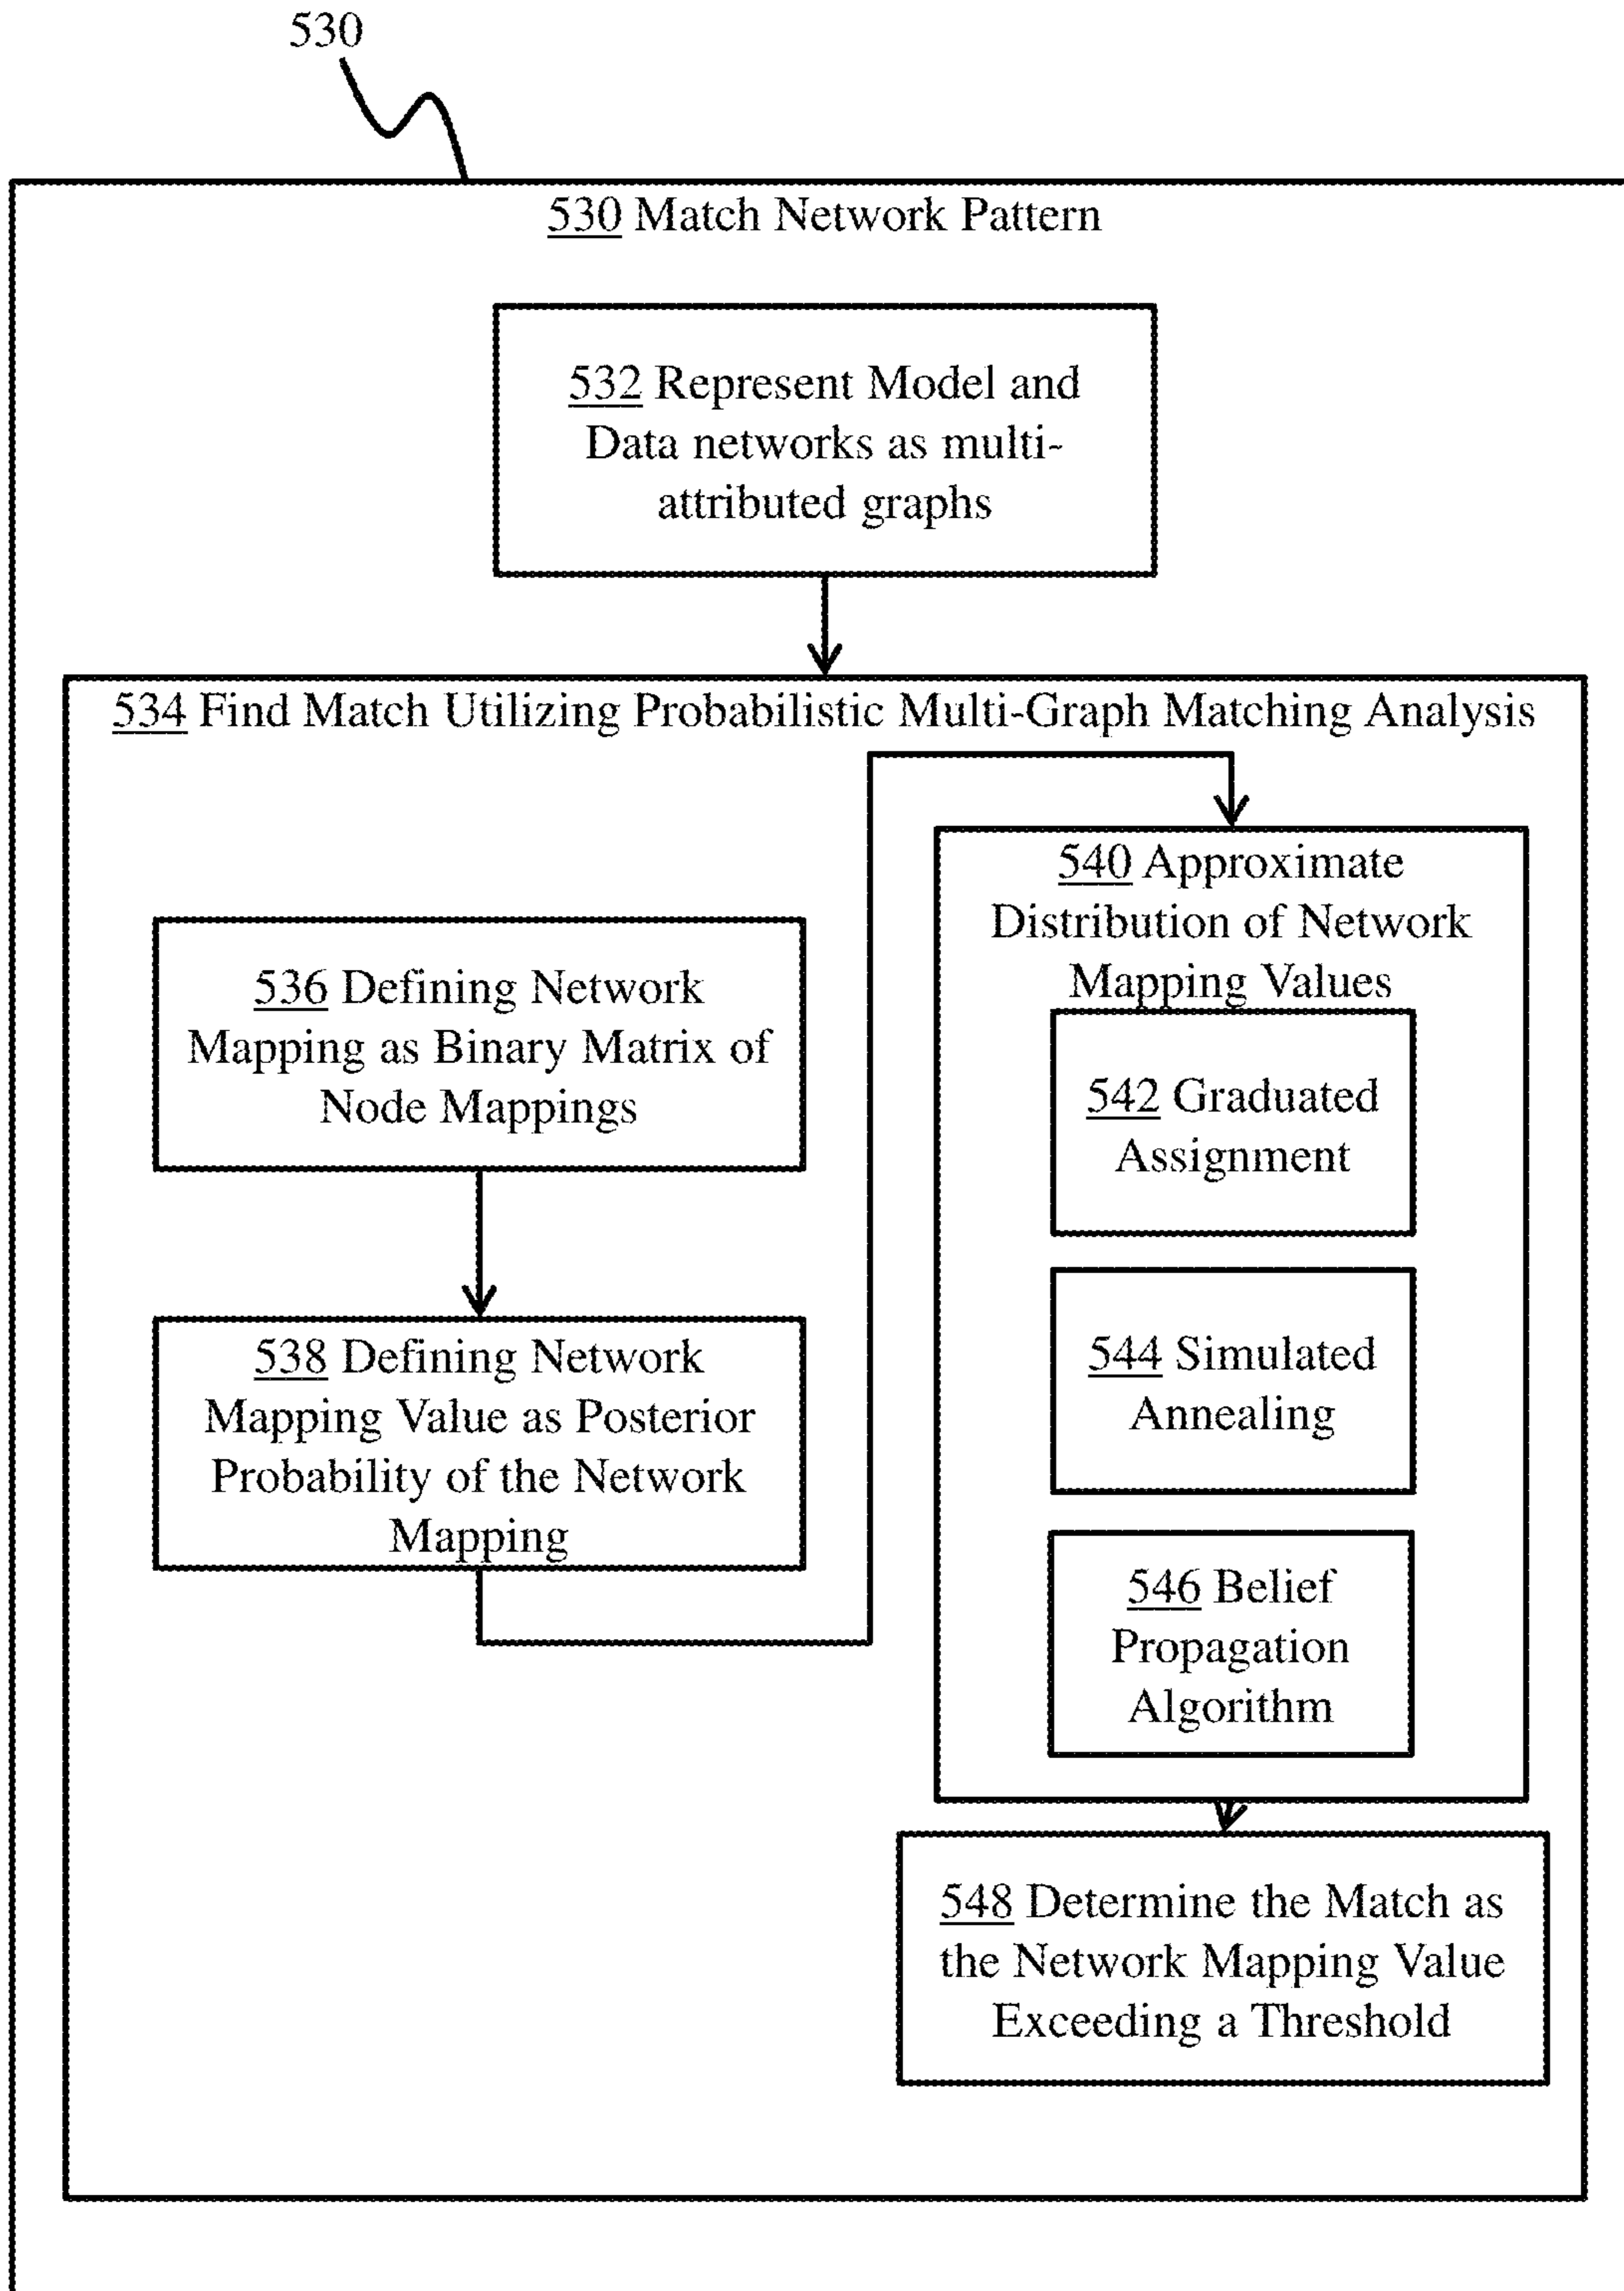 530
530 Match Network Pattern
532 Represent Model and
Data networks as multi-
attributed graphs
534 Find Match Utilizing Probabilistic Multi-Graph Matching Analysis
536 Defining Network
Mapping as Binary Matrix of
Node Mappings
538 Defining Network
Mapping Value as Posterior
Probability of the Network
Mapping
540 Approximate
Distribution of Network
Mapping Values
542 Graduated
Assignment
544 Simulated
Annealing
546 Belief
Propagation
Algorithm
548 Determine the Match as
the Network Mapping Value
Exceeding a Threshold